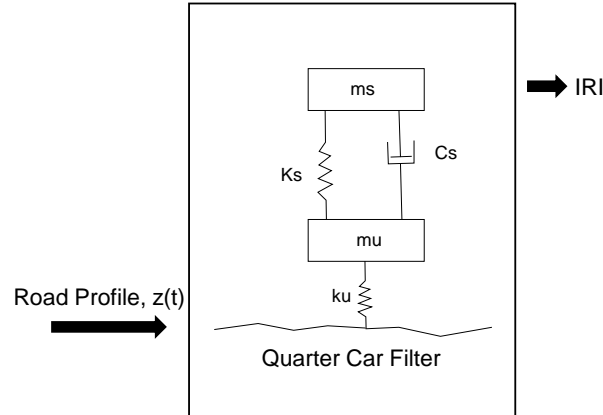 ms
IRI
Ks
Cs
mu
ku
Road Profile, z(t)
Quarter Car Filter